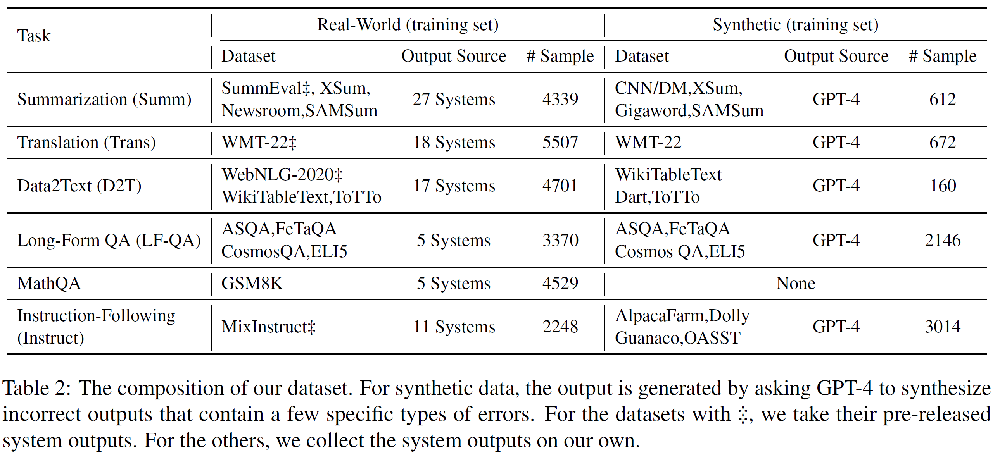 Task Real-World (training set) Synthetic (training set)
Dataset Output Source # Sample Dataset Output Source # Sample
Summarization (Summ) SummEval‡, XSum, Newsroom,SAMSum 27 Systems 4339 CNN/DM,XSum, Gigaword,SAMSum GPT-4 612
Translation (Trans) WMT-22‡ 18 Systems 5507 WMT-22 GPT-4 672
Data2Text (D2T) WebNLG-2020‡ WikiTableText,ToTTo 17 Systems 4701 WikiTableText Dart,ToTTo GPT-4 160
Long-Form QA (LF-QA) ASQA,FeTaQA CosmosQA,ELI5 5 Systems 3370 ASQA,FeTaQA Cosmos QA,ELI5 GPT-4 2146
MathQA GSM8K 5 Systems 4529 None
Instruction-Following (Instruct) MixInstruct‡ 11 Systems 2248 AlpacaFarm,Dolly Guanaco,OASST GPT-4 3014
Table 2: The composition of our dataset. For synthetic data, the output is generated by asking GPT-4 to synthesize
incorrect outputs that contain a few specific types of errors. For the datasets with ‡, we take their pre-released
system outputs. For the others, we collect the system outputs on our own.